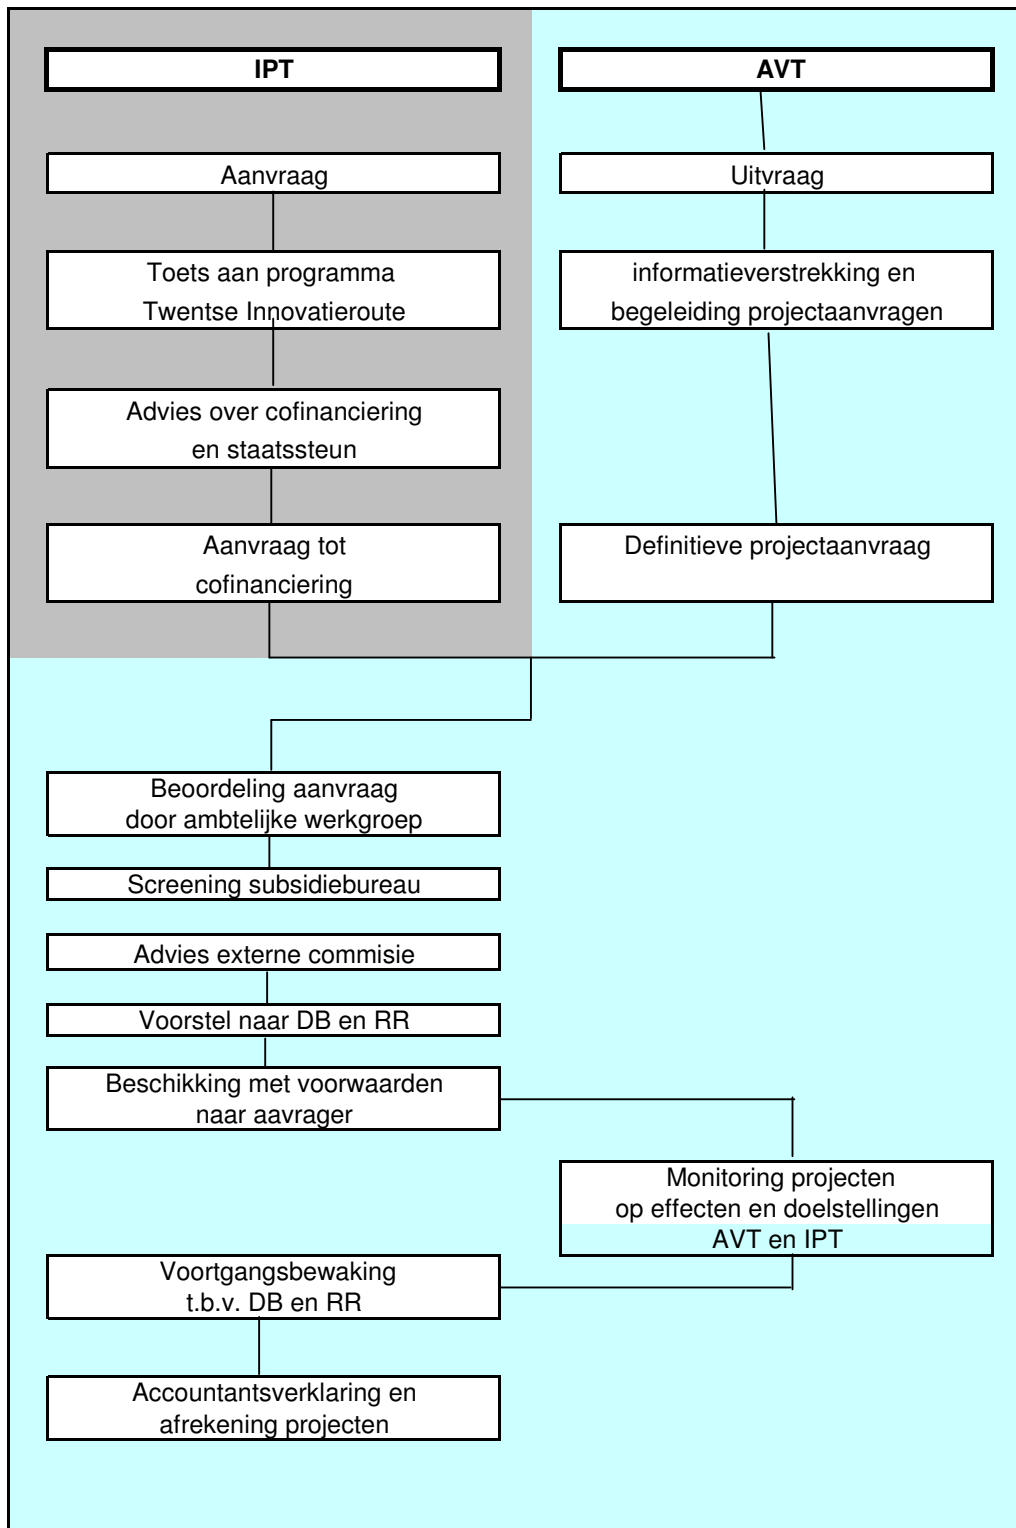 IPT
AVT
Aanvraag
Uitvraag
Toets aan programma
Twentse Innovatieroute
informatieverstrekking en
begeleiding projectaanvragen
Advies over cofinanciering
en staatssteun
Aanvraag tot
cofinanciering
Definitieve projectaanvraag
Beoordeling aanvraag
door ambtelijke werkgroep
Screening subsidiebureau
Advies externe commisie
Voorstel naar DB en RR
Beschikking met voorwaarden
naar aavrager
Monitoring projecten
op effecten en doelstellingen
AVT en IPT
Voortgangsbewaking
t.b.v. DB en RR
Accountantsverklaring en
afrekening projecten